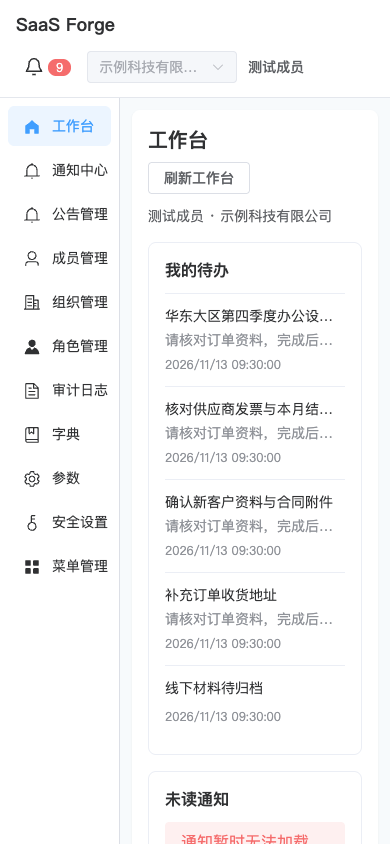 SaaS Forge
9
示例科技有限...
测试成员
工作台
通知中心
公告管理
成员管理
组织管理
角色管理
审计日志
字典
参数
安全设置
菜单管理
工作台
刷新工作台
测试成员 · 示例科技有限公司
我的待办
华东大区第四季度办公设...
请核对订单资料，完成后...
2026/11/13 09:30:00
核对供应商发票与本月结...
请核对订单资料，完成后...
2026/11/13 09:30:00
确认新客户资料与合同附件
请核对订单资料，完成后...
2026/11/13 09:30:00
补充订单收货地址
请核对订单资料，完成后...
2026/11/13 09:30:00
线下材料待归档
2026/11/13 09:30:00
未读通知
通知暂时无法加载